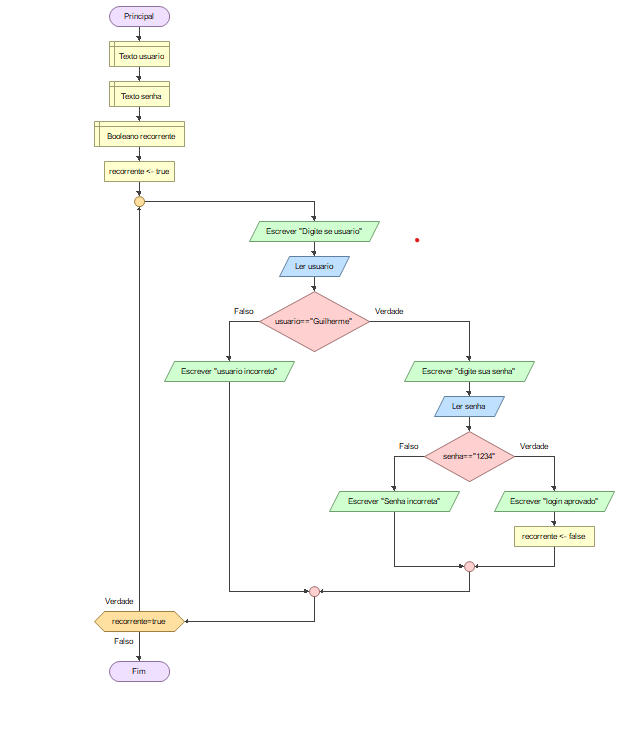 Principal
Texto usuario
Texto senha
Booleano recorrente
recorrente <- true
Escrever "Digite se usuario"
Ler usuario
Falso
usuario=="Guilherme"
Verdade
Escrever "usuario incorreto"
Escrever "digite sua senha"
Ler senha
Falso
senha=="1234"
Verdade
Escrever "Senha incorreta"
Escrever "login aprovado"
recorrente <- false
Verdade
recorrente=true
Falso
Fim